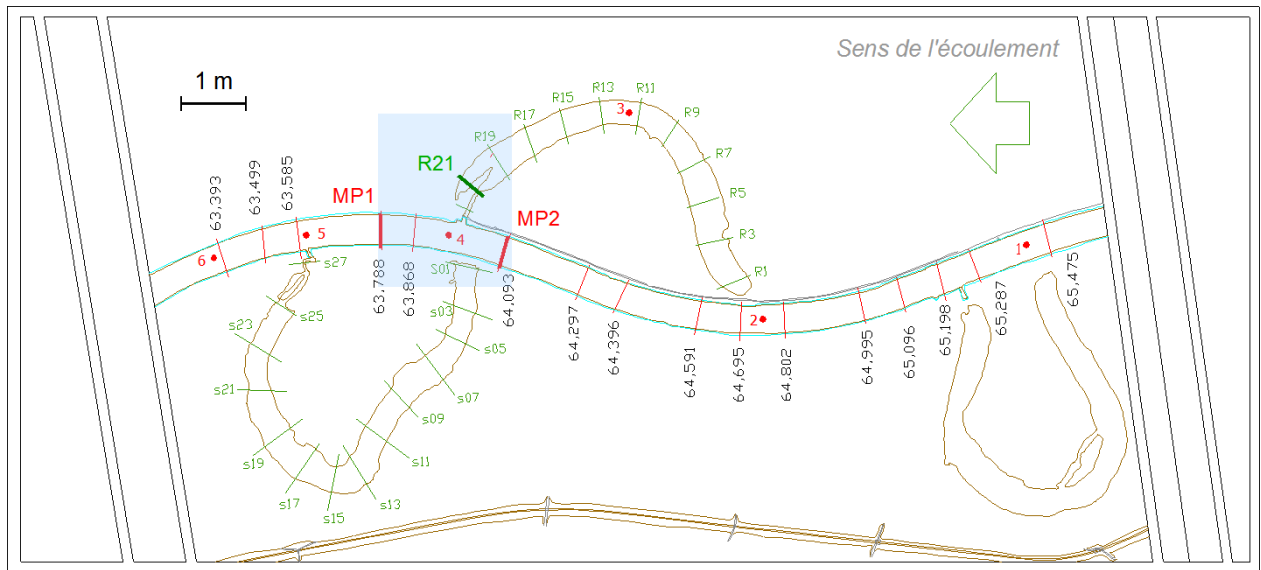 Sens de l'écoulement
1 m
R13
R11
R15
R17
3
R9
R19
R7
R21
R5
MP1
MP2
R3
R1
63,393
63,499
63,585
6
5
4
1
s27
S01
63,788
63,868
64,093
65,475
65,287
65,198
s25
s03
s23
s05
2
64,297
64,396
64,591
64,695
64,802
64,995
65,096
s21
s07
s09
s19
s11
s17
s13
s15